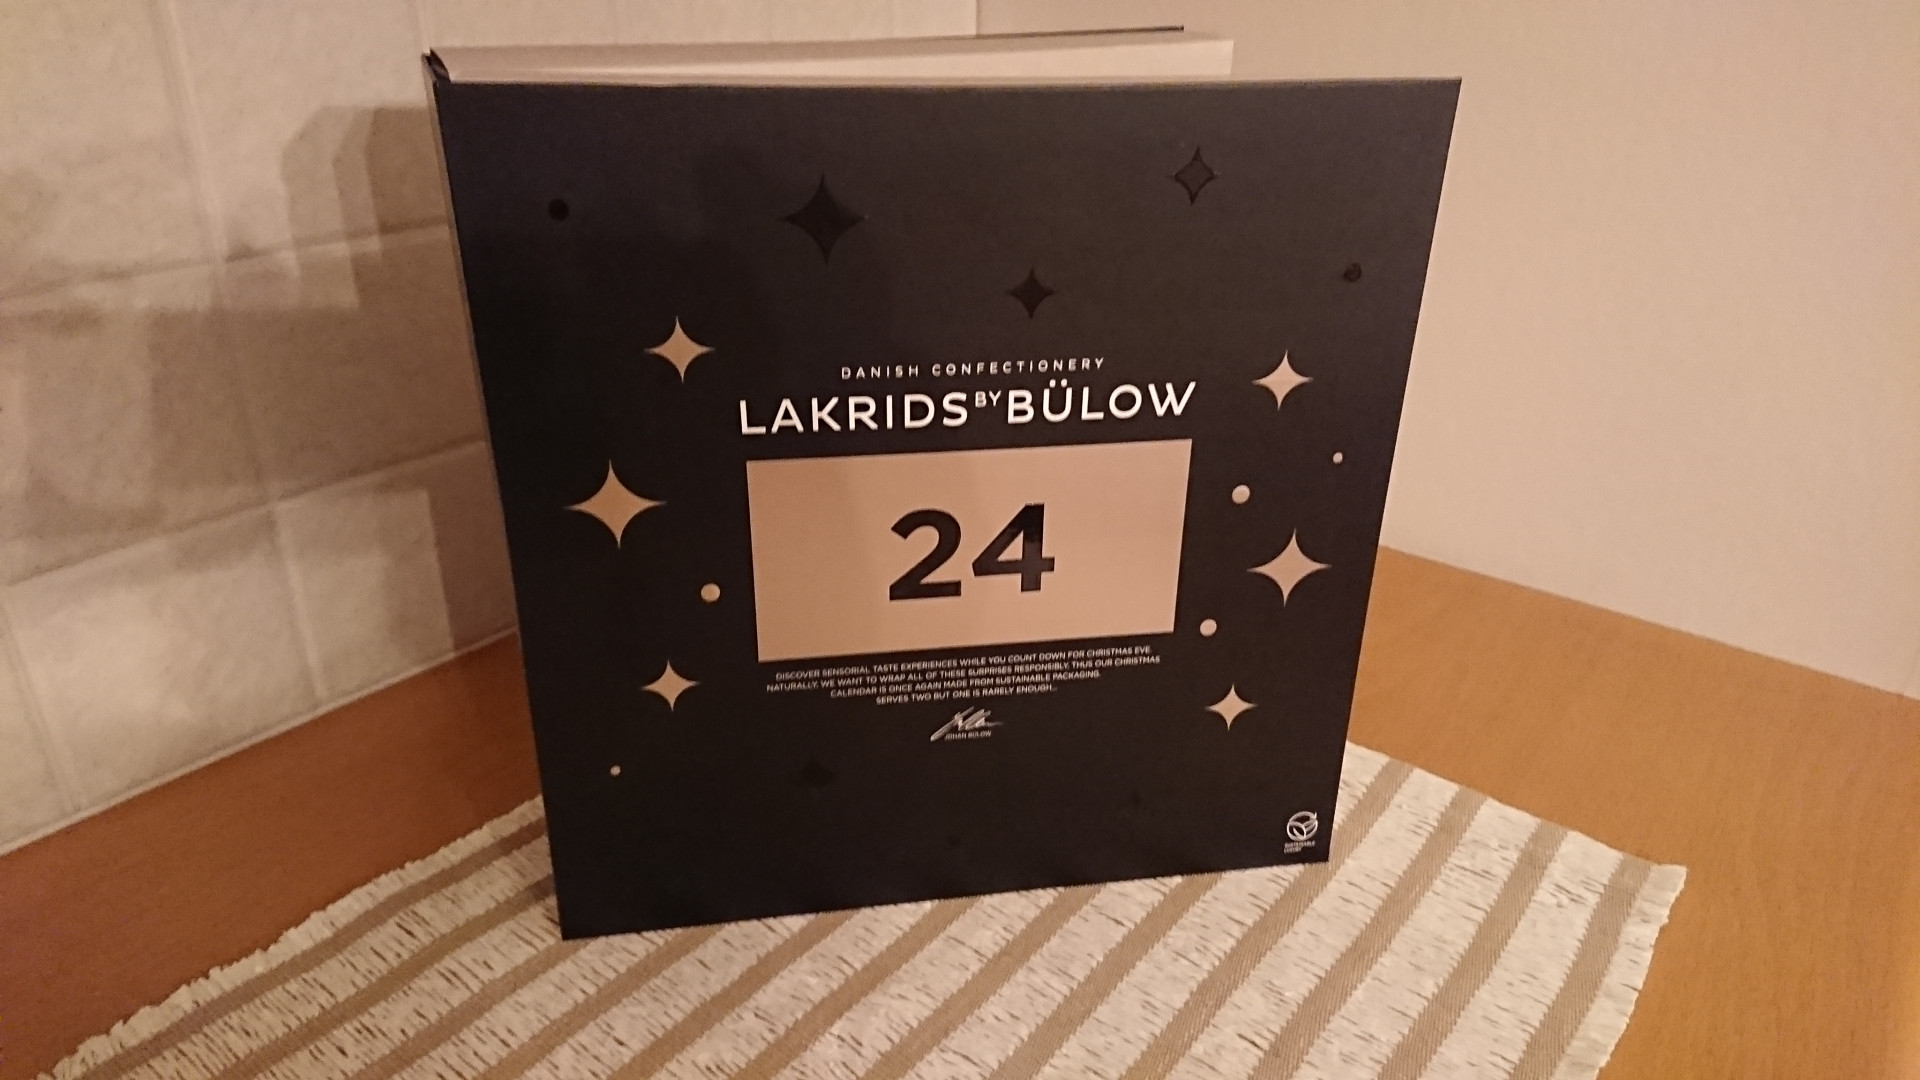 DANISH CONFECTIONERY
LAKRIDS BY BÜLOW
24
DISCOVER SENSORIAL TASTE EXPERIENCES WHILE YOU COUNT DOWN FOR CHRISTMAS EVE.
NATURALLY, WE WANT TO WRAP ALL OF THESE SURPRISES RESPONSIBLY, THUS OUR CHRISTMAS
CALENDAR IS ONCE AGAIN MADE FROM SUSTAINABLE PACKAGING.
SERVES TWO BUT ONE IS RARELY ENOUGH...
JOHAN BÜLOW
SUSTAINABLE